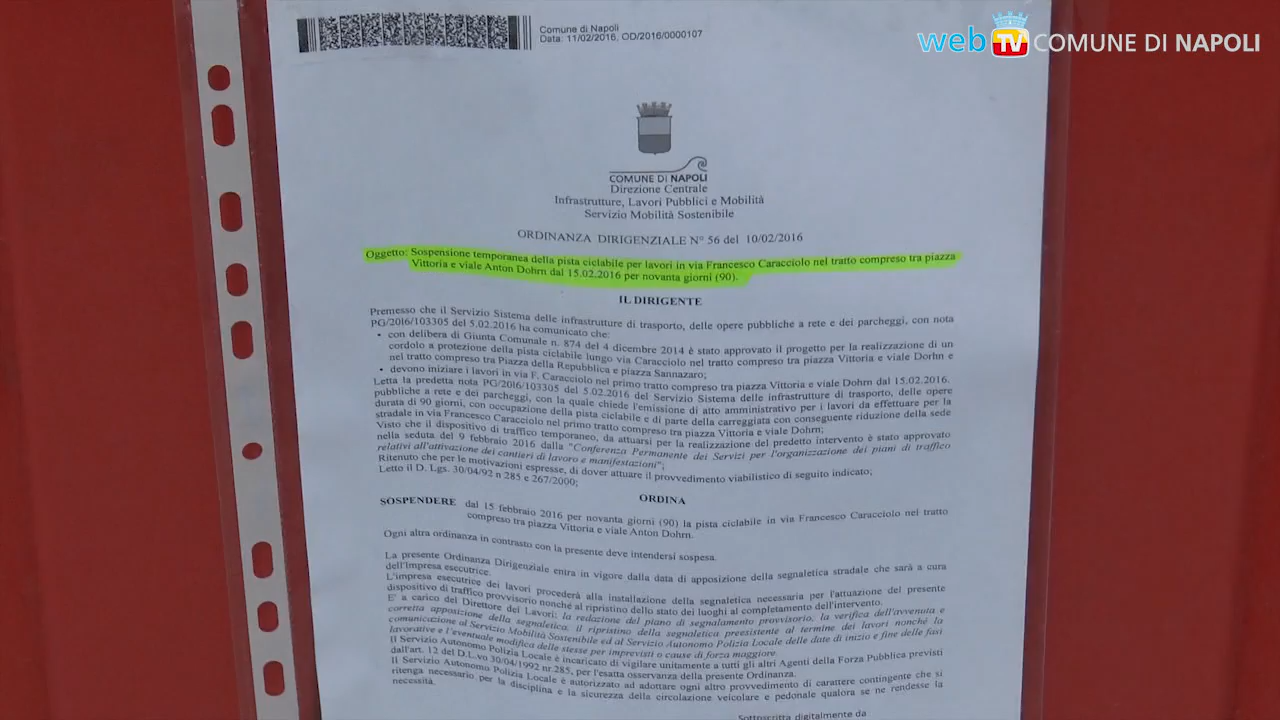 Comune di Napoli
Data: 11/02/2016, OD/2016/0000107
web TV COMUNE DI NAPOLI
COMUNE DI NAPOLI
Direzione Centrale
Infrastrutture, Lavori Pubblici e Mobilità
Servizio Mobilità Sostenibile
ORDINANZA DIRIGENZIALE N° 56 del 10/02/2016
Oggetto: Sospensione temporanea della pista ciclabile per lavori in via Francesco Caracciolo nel tratto compreso tra piazza
Vittoria e viale Anton Dohrn dal 15.02.2016 per novanta giorni (90).
IL DIRIGENTE
Premesso che il Servizio Sistema delle infrastrutture di trasporto, delle opere pubbliche a rete e dei parcheggi, con nota
PG/2016/103305 del 5.02.2016 ha comunicato che:
• con delibera di Giunta Comunale n. 874 del 4 dicembre 2014 è stato approvato il progetto per la realizzazione di un
cordolo a protezione della pista ciclabile lungo via Caracciolo nel tratto compreso tra piazza Vittoria e viale Dorhn e
nel tratto compreso tra Piazza della Repubblica e piazza Sannazaro;
• devono iniziare i lavori in via F. Caracciolo nel primo tratto compreso tra piazza Vittoria e viale Dohrn dal 15.02.2016.
Letta la predetta nota PG/2016/103305 del 5.02.2016 del Servizio Sistema delle infrastrutture di trasporto, delle opere
pubbliche a rete e dei parcheggi, con la quale chiede l'emissione di atto amministrativo per i lavori da effettuare per la
durata di 90 giorni, con occupazione della pista ciclabile e di parte della carreggiata con conseguente riduzione della sede
stradale in via Francesco Caracciolo nel primo tratto compreso tra piazza Vittoria e viale Dohrn;
Visto che il dispositivo di traffico temporaneo, da attuarsi per la realizzazione del predetto intervento è stato approvato
nella seduta del 9 febbraio 2016 dalla "Conferenza Permanente dei Servizi per l'organizzazione dei piani di traffico
relativi all'attivazione dei cantieri di lavoro e manifestazioni";
Ritenuto che per le motivazioni espresse, di dover attuare il provvedimento viabilistico di seguito indicato;
Letto il D. Lgs. 30/04/92 n 285 e 267/2000;
ORDINA
SOSPENDERE dal 15 febbraio 2016 per novanta giorni (90) la pista ciclabile in via Francesco Caracciolo nel tratto
compreso tra piazza Vittoria e viale Anton Dohrn.
Ogni altra ordinanza in contrasto con la presente deve intendersi sospesa.
La presente Ordinanza Dirigenziale entra in vigore dalla data di apposizione della segnaletica stradale che sarà a cura
dell'Impresa esecutrice.
L'impresa esecutrice dei lavori procederà alla installazione della segnaletica necessaria per l'attuazione del presente
dispositivo di traffico provvisorio nonché al ripristino dello stato dei luoghi al completamento dell'intervento.
E' a carico del Direttore dei Lavori: la redazione del piano di segnalamento provvisorio, la verifica dell'avvenuta e
corretta apposizione della segnaletica, il ripristino della segnaletica preesistente al termine dei lavori nonché la
comunicazione al Servizio Mobilità Sostenibile ed al Servizio Autonomo Polizia Locale delle date di inizio e fine delle fasi
lavorative e l'eventuale modifica delle stesse per imprevisti o cause di forza maggiore.
Il Servizio Autonomo Polizia Locale è incaricato di vigilare unitamente a tutti gli altri Agenti della Forza Pubblica previsti
dall'art. 12 del D.L.vo 30/04/1992 nr.285, per l'esatta osservanza della presente Ordinanza.
Il Servizio Autonomo Polizia Locale è autorizzato ad adottare ogni altro provvedimento di carattere contingente che si
ritenga necessario per la disciplina e la sicurezza della circolazione veicolare e pedonale qualora se ne rendesse la
necessità.
Sottoscritta digitalmente da